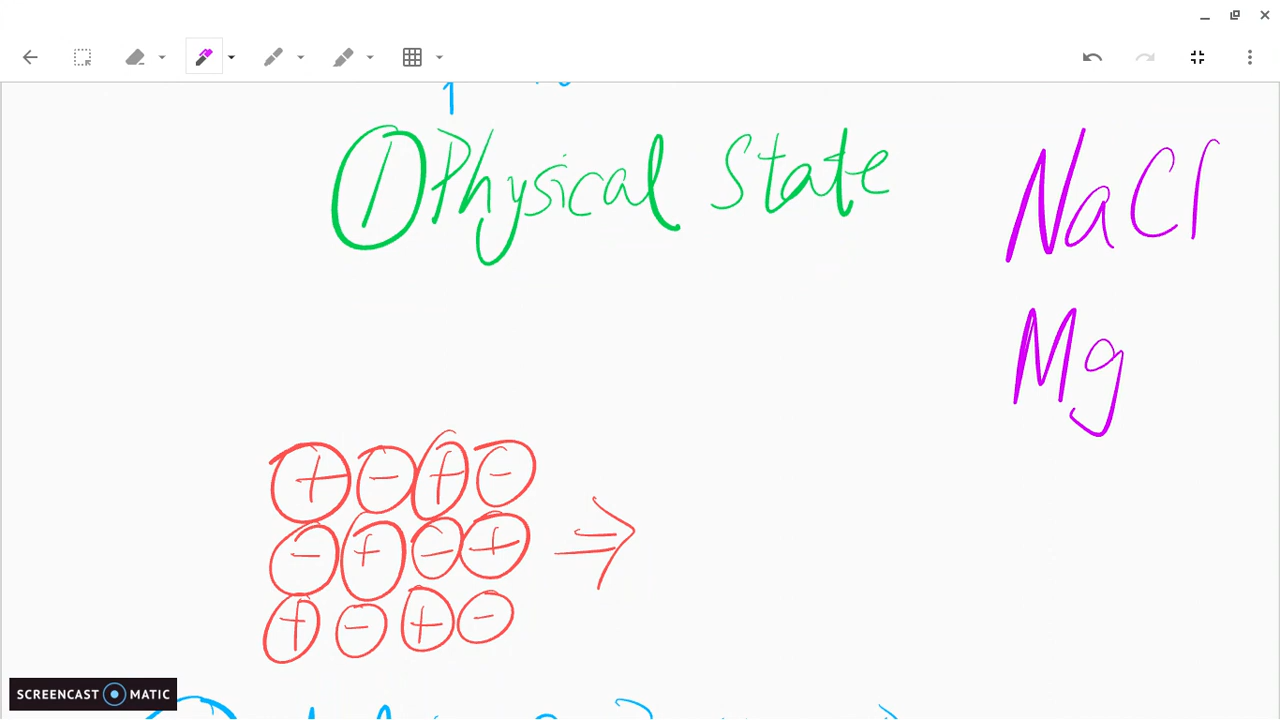 ① Physical State
NaCl
Mg
+ - + - 
- + - + ⇒
+ - + -
SCREENCAST MATIC